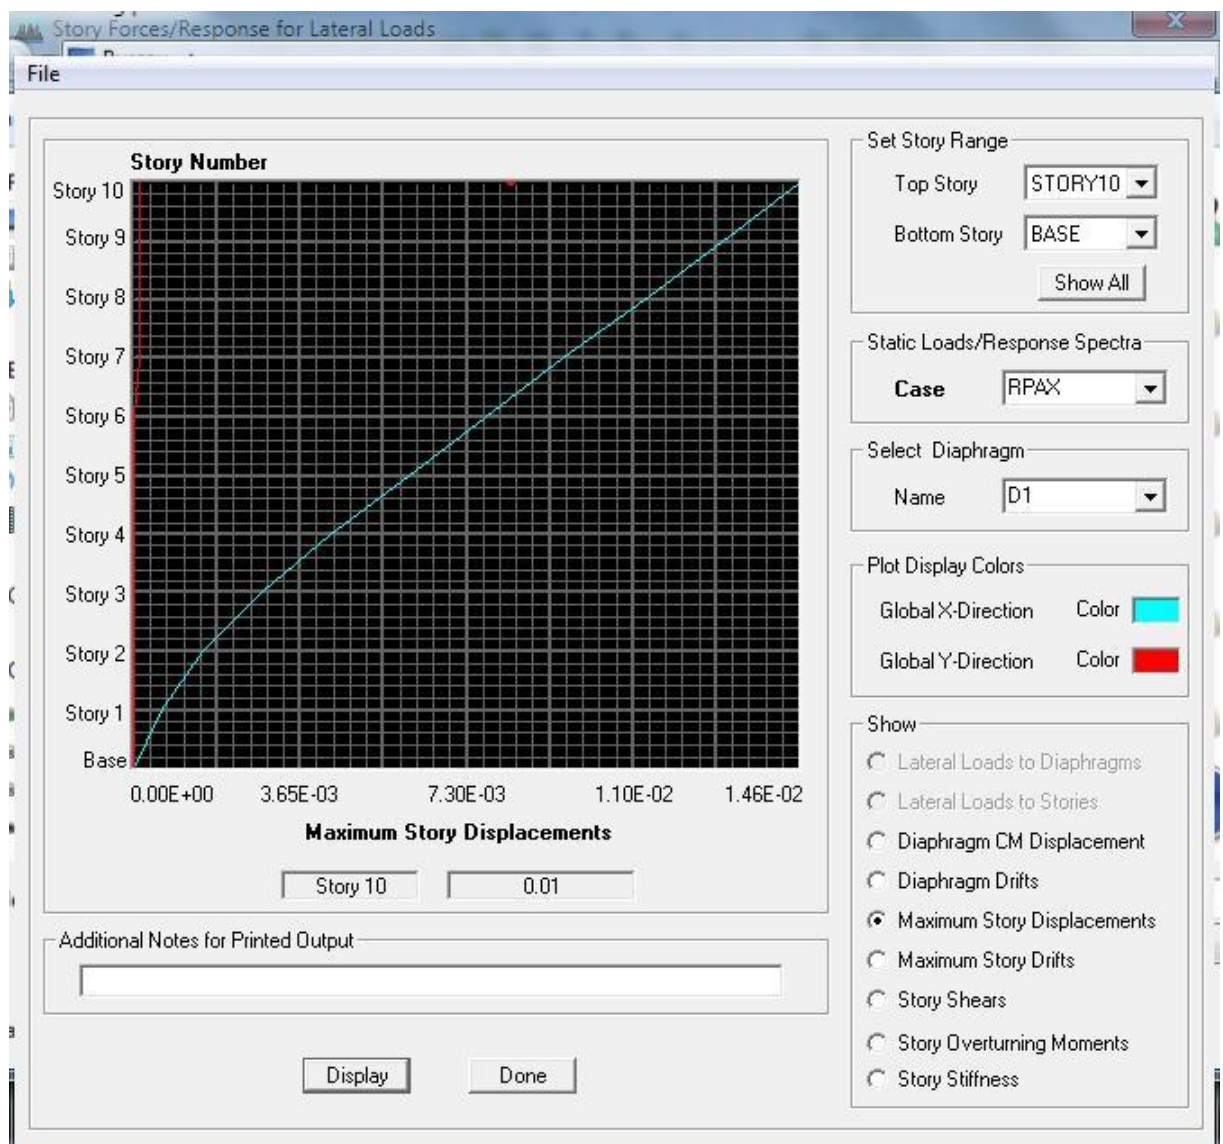 Story Forces/Response for Lateral Loads
File
Story Number
Story 10
Story 9
Story 8
Story 7
Story 6
Story 5
Story 4
Story 3
Story 2
Story 1
Base
0.00E+00 3.65E-03 7.30E-03 1.10E-02 1.46E-02
Maximum Story Displacements
Story 10 0.01
Additional Notes for Printed Output
Display Done
Set Story Range
Top Story STORY10
Bottom Story BASE
Show All
Static Loads/Response Spectra
Case RPAX
Select Diaphragm
Name D1
Plot Display Colors
Global X-Direction Color
Global Y-Direction Color
Show
Lateral Loads to Diaphragms
Lateral Loads to Stories
Diaphragm CM Displacement
Diaphragm Drifts
Maximum Story Displacements
Maximum Story Drifts
Story Shears
Story Overturning Moments
Story Stiffness